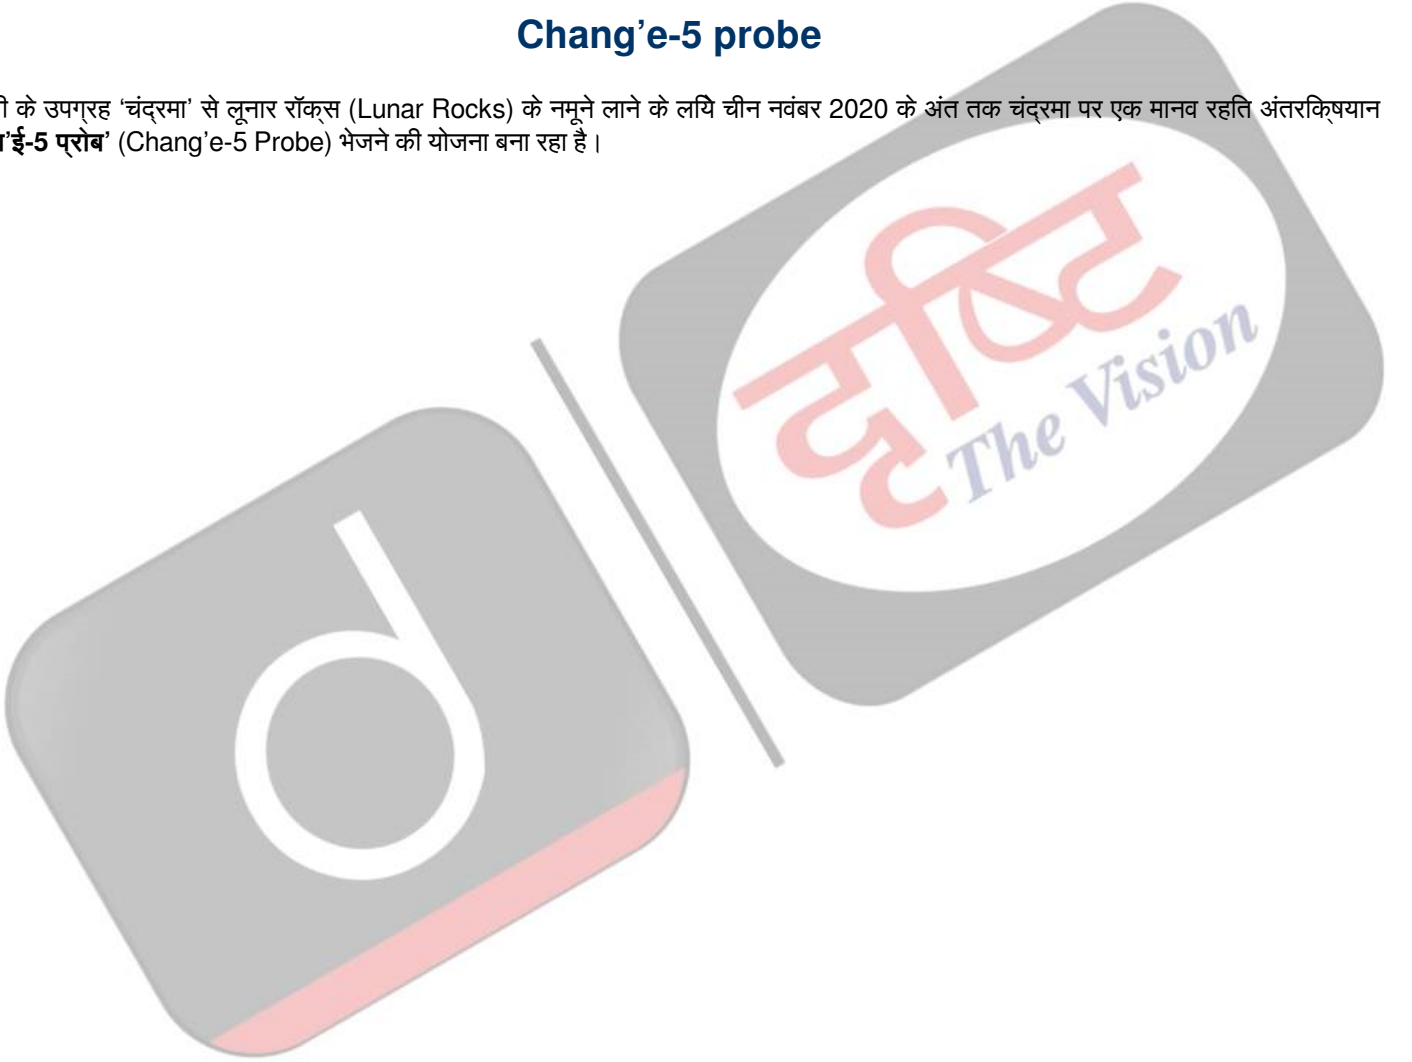 Chang’e-5 probe
के उपग्रह ‘चंद्रमा’ से लूनार रॉक्स (Lunar Rocks) के नमूने लाने के लिये चीन नवंबर 2020 के अंत तक चंद्रमा पर एक मानव रहित अंतरिक्षयान
’ई-5 प्रोब’ (Chang’e-5 Probe) भेजने की योजना बना रहा है।
दृष्टि
The Vision
d